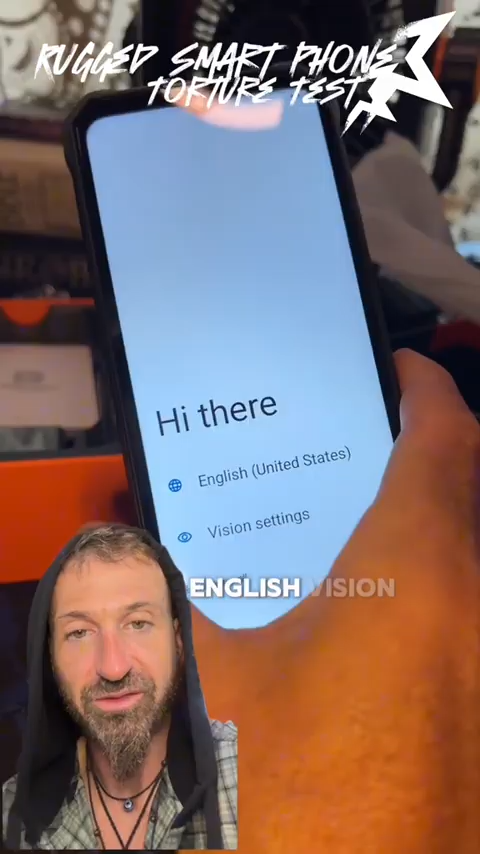 RUGGED SMART PHONE
TORTURE TEST
Hi there
English (United States)
Vision settings
ENGLISH VISION